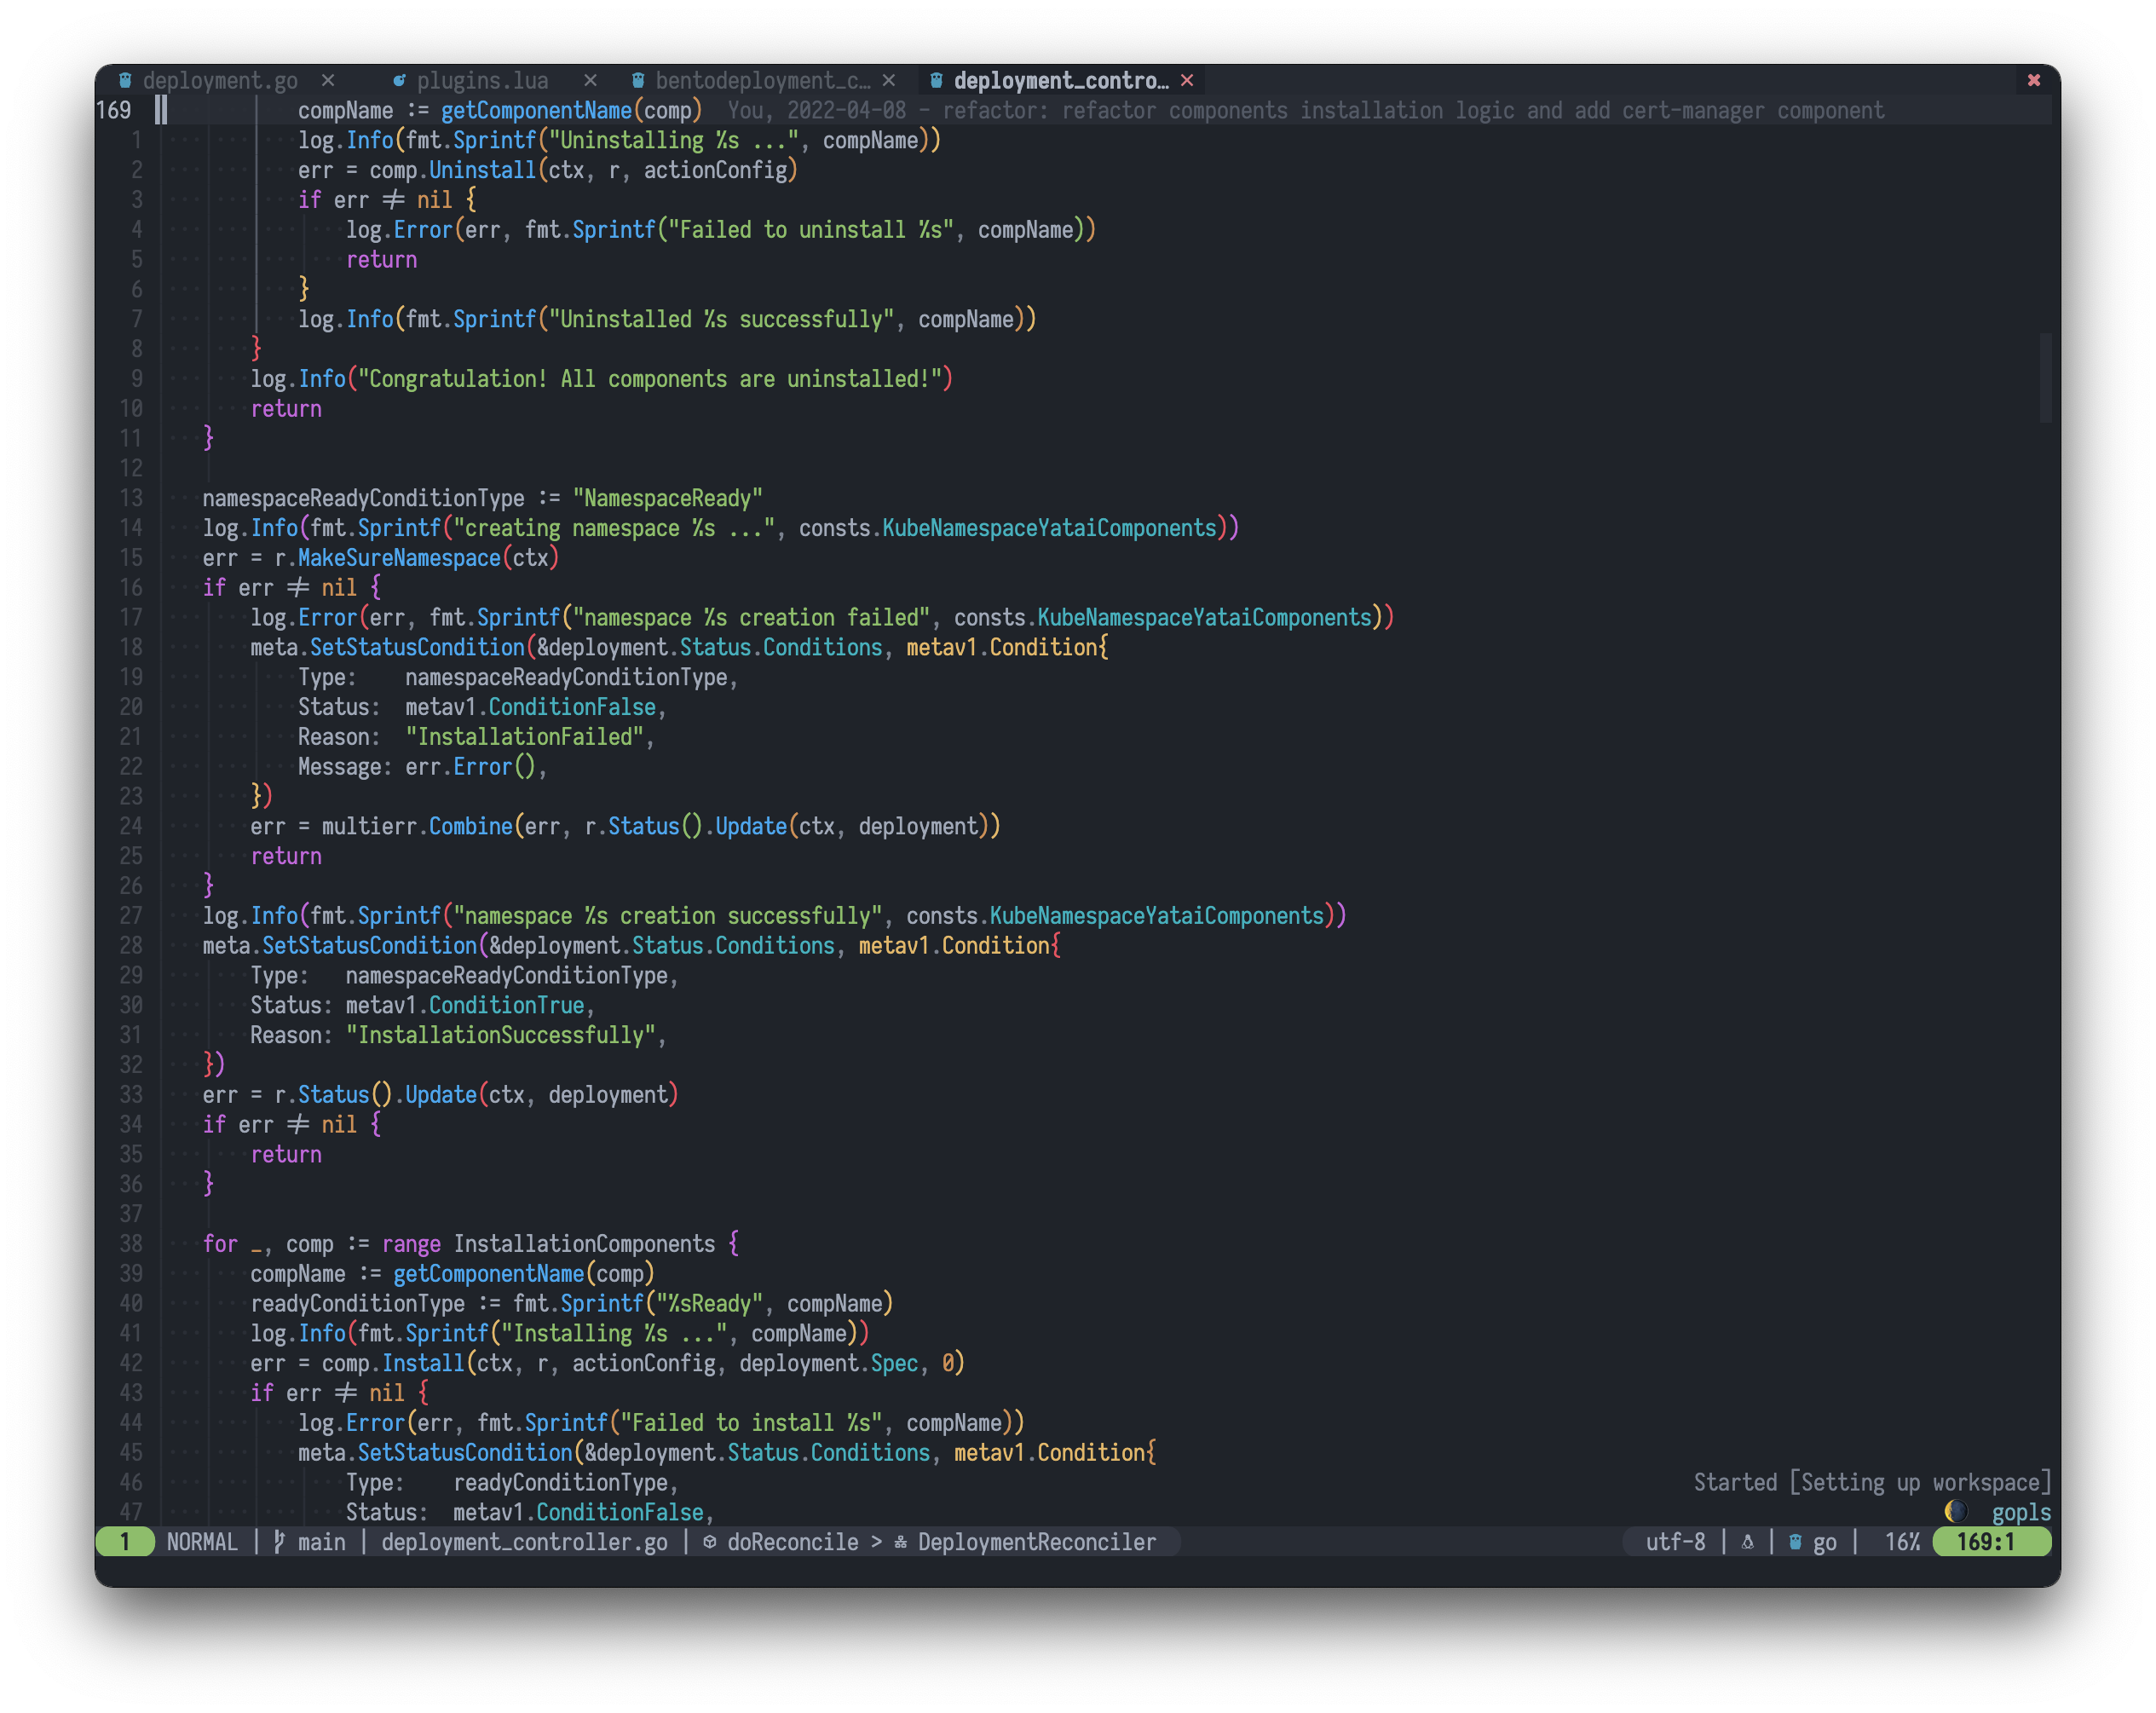 deployment.go × plugins.lua × bentodeployment_c… × deployment_contro… × ×
169 compName := getComponentName(comp) You, 2022-04-08 - refactor: refactor components installation logic and add cert-manager component
1 log.Info(fmt.Sprintf("Uninstalling %s ...", compName))
2 err = comp.Uninstall(ctx, r, actionConfig)
3 if err != nil {
4 log.Error(err, fmt.Sprintf("Failed to uninstall %s", compName))
5 return
6 }
7 log.Info(fmt.Sprintf("Uninstalled %s successfully", compName))
8 }
9 log.Info("Congratulation! All components are uninstalled!")
10 return
11 }
12
13 namespaceReadyConditionType := "NamespaceReady"
14 log.Info(fmt.Sprintf("creating namespace %s ...", consts.KubeNamespaceYataiComponents))
15 err = r.MakeSureNamespace(ctx)
16 if err != nil {
17 log.Error(err, fmt.Sprintf("namespace %s creation failed", consts.KubeNamespaceYataiComponents))
18 meta.SetStatusCondition(&deployment.Status.Conditions, metav1.Condition{
19 Type: namespaceReadyConditionType,
20 Status: metav1.ConditionFalse,
21 Reason: "InstallationFailed",
22 Message: err.Error(),
23 })
24 err = multierr.Combine(err, r.Status().Update(ctx, deployment))
25 return
26 }
27 log.Info(fmt.Sprintf("namespace %s creation successfully", consts.KubeNamespaceYataiComponents))
28 meta.SetStatusCondition(&deployment.Status.Conditions, metav1.Condition{
29 Type: namespaceReadyConditionType,
30 Status: metav1.ConditionTrue,
31 Reason: "InstallationSuccessfully",
32 })
33 err = r.Status().Update(ctx, deployment)
34 if err != nil {
35 return
36 }
37
38 for _, comp := range InstallationComponents {
39 compName := getComponentName(comp)
40 readyConditionType := fmt.Sprintf("%sReady", compName)
41 log.Info(fmt.Sprintf("Installing %s ...", compName))
42 err = comp.Install(ctx, r, actionConfig, deployment.Spec, 0)
43 if err != nil {
44 log.Error(err, fmt.Sprintf("Failed to install %s", compName))
45 meta.SetStatusCondition(&deployment.Status.Conditions, metav1.Condition{
46 Type: readyConditionType, Started [Setting up workspace]
47 Status: metav1.ConditionFalse, gopls
1 NORMAL | main | deployment_controller.go | doReconcile > DeploymentReconciler utf-8 | | go | 16% 169:1